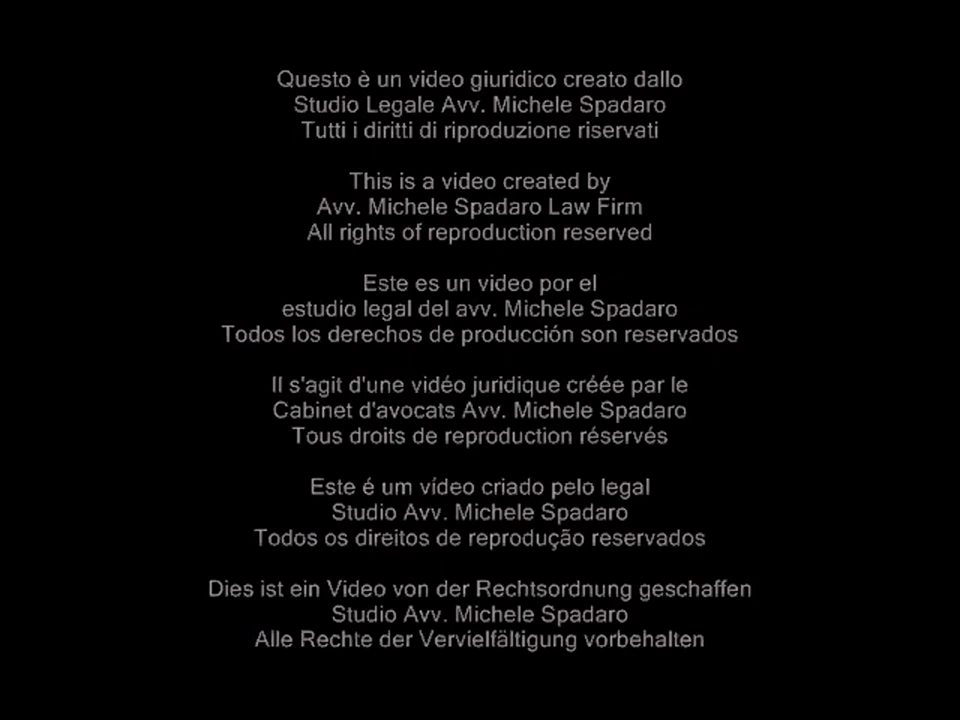 Questo è un video giuridico creato dallo
Studio Legale Avv. Michele Spadaro
Tutti i diritti di riproduzione riservati
This is a video created by
Avv. Michele Spadaro Law Firm
All rights of reproduction reserved
Este es un video por el
estudio legal del avv. Michele Spadaro
Todos los derechos de producción son reservados
Il s'agit d'une vidéo juridique créée par le
Cabinet d'avocats Avv. Michele Spadaro
Tous droits de reproduction réservés
Este é um vídeo criado pelo legal
Studio Avv. Michele Spadaro
Todos os direitos de reprodução reservados
Dies ist ein Video von der Rechtsordnung geschaffen
Studio Avv. Michele Spadaro
Alle Rechte der Vervielfältigung vorbehalten